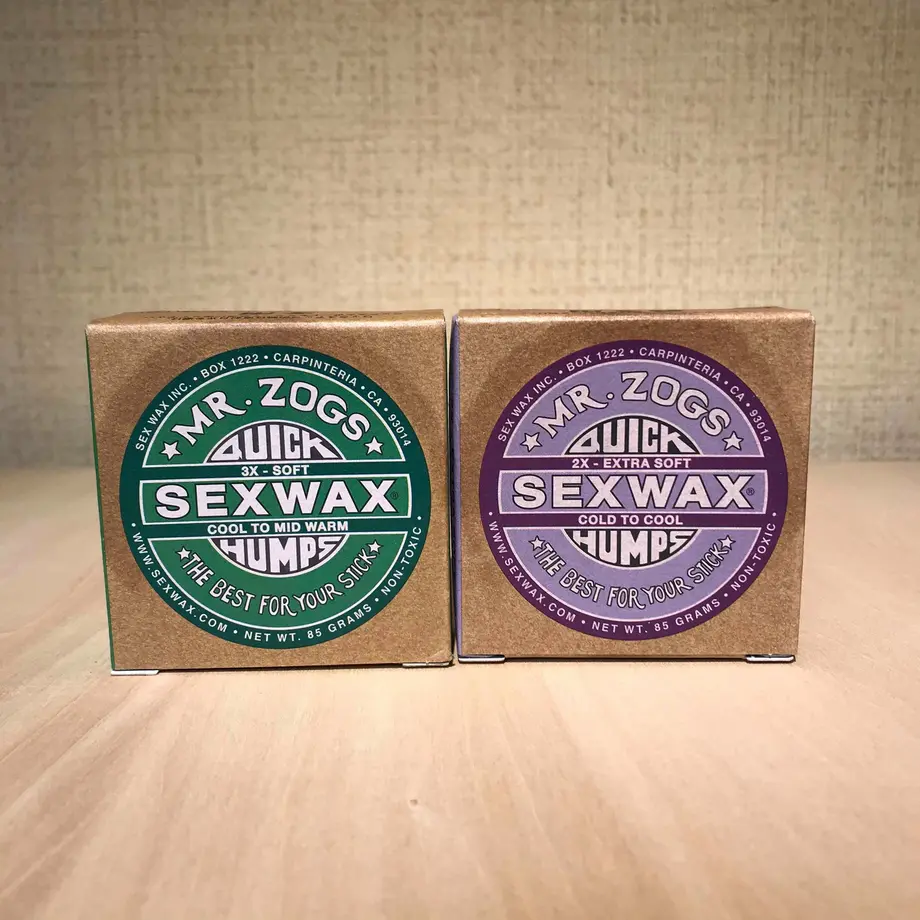 SEX WAX INC. • BOX 1222 • CARPINTERIA • CA • 93014
MR. ZOGS
QUICK
3X - SOFT
SEXWAX®
COOL TO MID WARM
HUMPS
THE BEST FOR YOUR STICK
• WWW.SEXWAX.COM • NET WT. 85 GRAMS • NON-TOXIC •
SEX WAX INC. • BOX 1222 • CARPINTERIA • CA • 93014
MR. ZOGS
QUICK
2X - EXTRA SOFT
SEXWAX®
COLD TO COOL
HUMPS
THE BEST FOR YOUR STICK
• WWW.SEXWAX.COM • NET WT. 85 GRAMS • NON-TOXIC •